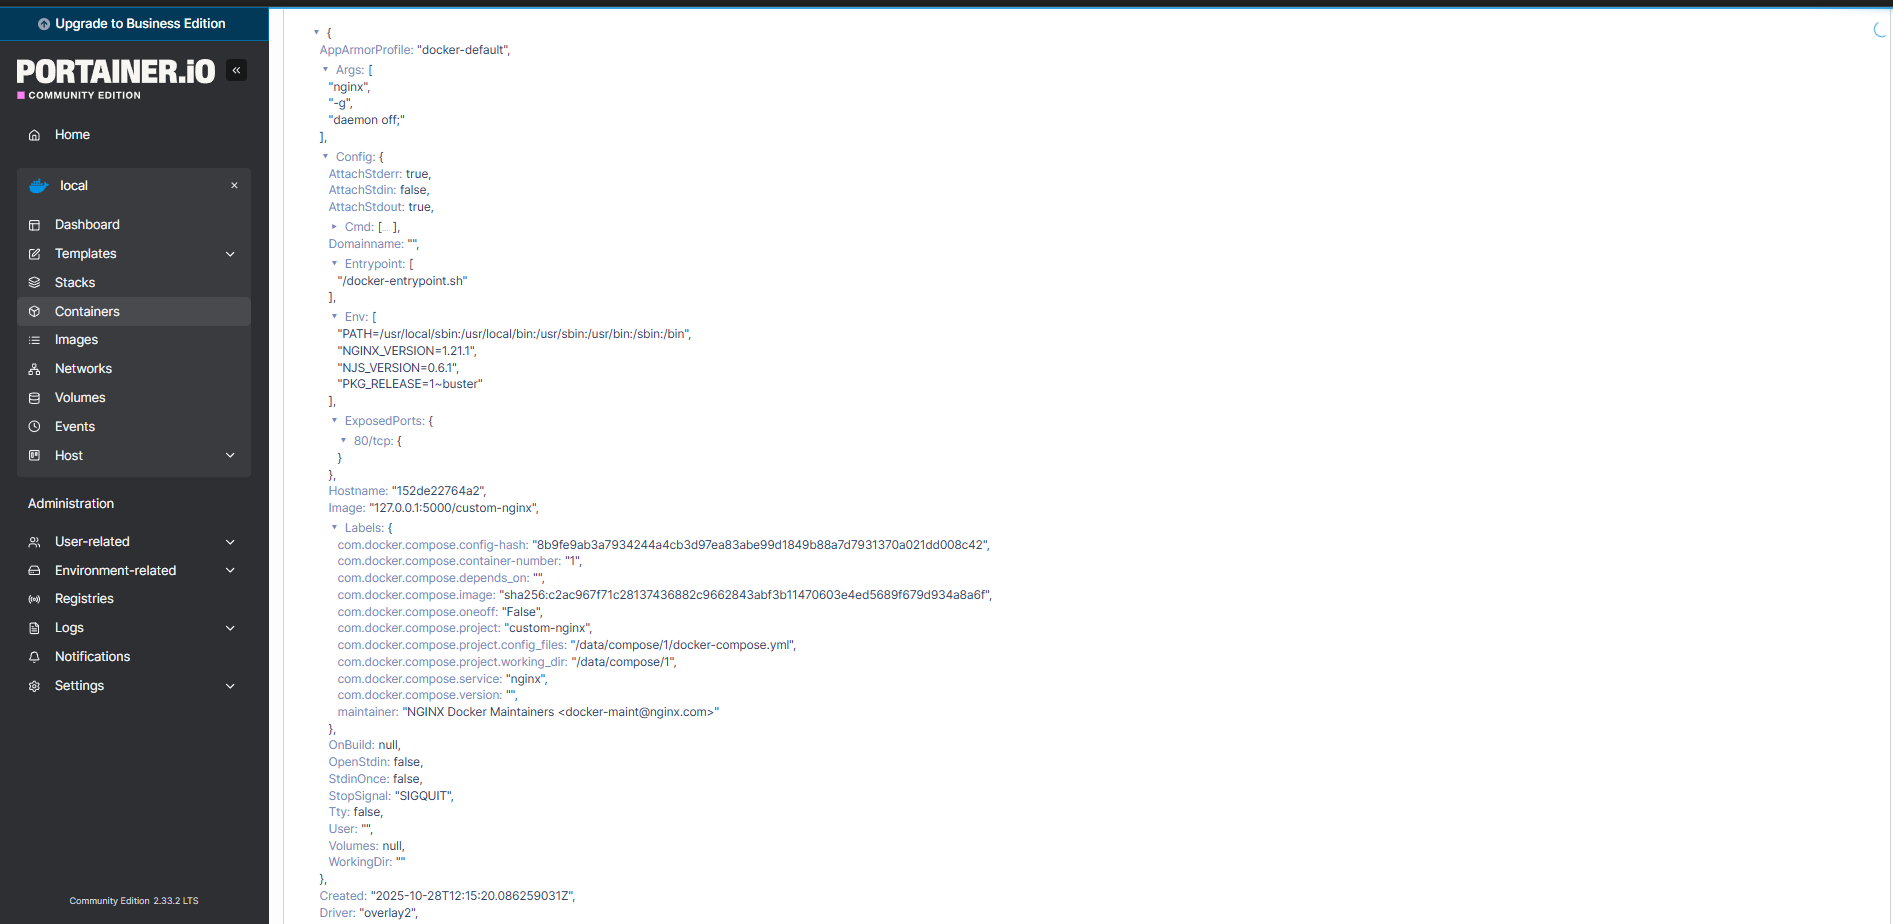 Upgrade to Business Edition
PORTAINER.iO
COMMUNITY EDITION
Home
local
Dashboard
Templates
Stacks
Containers
Images
Networks
Volumes
Events
Host
Administration
User-related
Environment-related
Registries
Logs
Notifications
Settings
Community Edition 2.33.2 LTS
{
AppArmorProfile: "docker-default",
Args: [
"nginx",
"-g",
"daemon off;"
],
Config: {
AttachStderr: true,
AttachStdin: false,
AttachStdout: true,
Cmd: [... ],
Domainname: "",
Entrypoint: [
"/docker-entrypoint.sh"
],
Env: [
"PATH=/usr/local/sbin:/usr/local/bin:/usr/sbin:/usr/bin:/sbin:/bin",
"NGINX_VERSION=1.21.1",
"NJS_VERSION=0.6.1",
"PKG_RELEASE=1~buster"
],
ExposedPorts: {
80/tcp: {
}
},
Hostname: "152de22764a2",
Image: "127.0.0.1:5000/custom-nginx",
Labels: {
com.docker.compose.config-hash: "8b9fe9ab3a7934244a4cb3d97ea83abe99d1849b88a7d7931370a021dd008c42",
com.docker.compose.container-number: "1",
com.docker.compose.depends_on: "",
com.docker.compose.image: "sha256:c2ac967f71c28137436882c9662843abf3b11470603e4ed5689f679d934a8a6f",
com.docker.compose.oneoff: "False",
com.docker.compose.project: "custom-nginx",
com.docker.compose.project.config_files: "/data/compose/1/docker-compose.yml",
com.docker.compose.project.working_dir: "/data/compose/1",
com.docker.compose.service: "nginx",
com.docker.compose.version: "",
maintainer: "NGINX Docker Maintainers <docker-maint@nginx.com>"
},
OnBuild: null,
OpenStdin: false,
StdinOnce: false,
StopSignal: "SIGQUIT",
Tty: false,
User: "",
Volumes: null,
WorkingDir: ""
},
Created: "2025-10-28T12:15:20.086259031Z",
Driver: "overlay2",